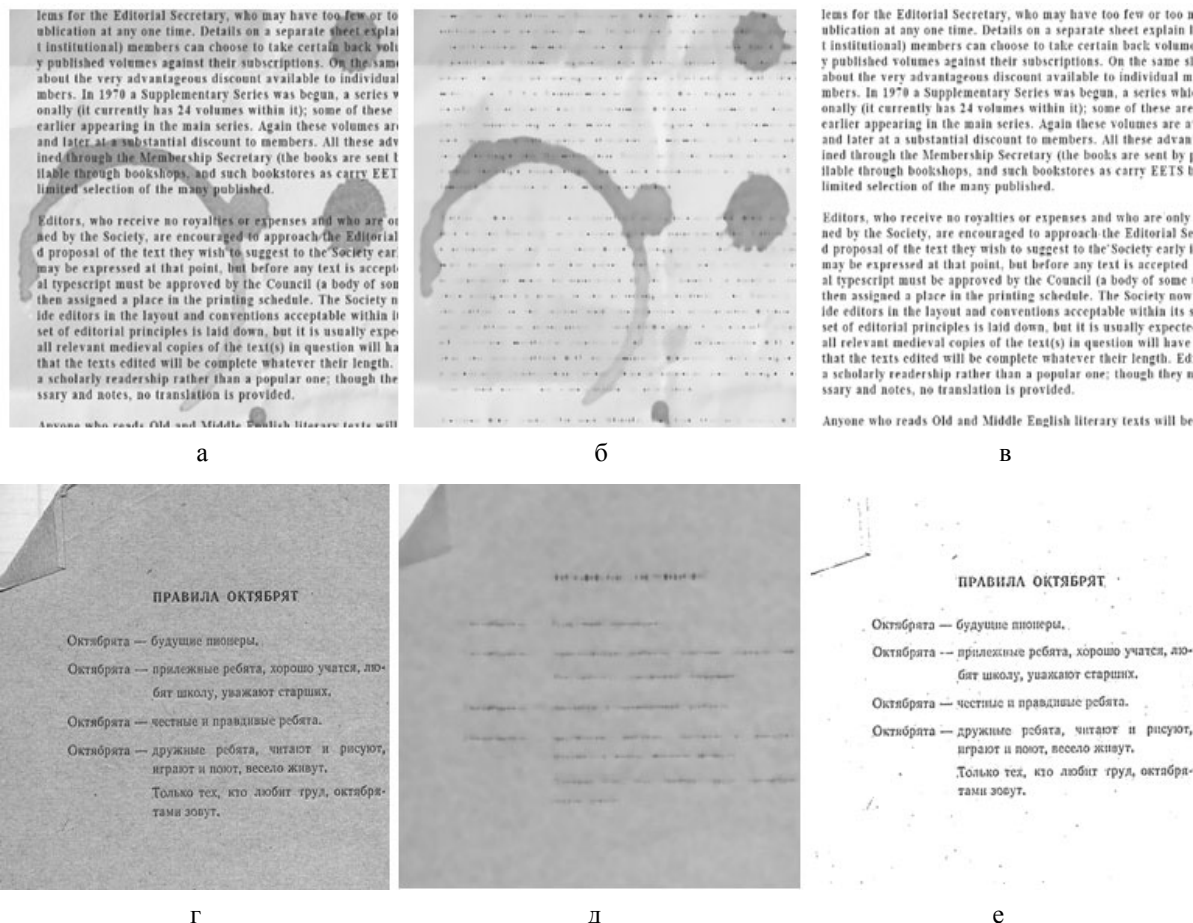 lems for the Editorial Secretary, who may have too few or to
ublication at any one time. Details on a separate sheet explai
t institutional) members can choose to take certain back volu
y published volumes against their subscriptions. On the same
about the very advantageous discount available to individual
mbers. In 1970 a Supplementary Series was begun, a series w
onally (it currently has 24 volumes within it); some of these
earlier appearing in the main series. Again these volumes are
and later at a substantial discount to members. All these adv
ined through the Membership Secretary (the books are sent b
ilable through bookshops, and such bookstores as carry EET
limited selection of the many published.
Editors, who receive no royalties or expenses and who are on
ned by the Society, are encouraged to approach the Editorial
d proposal of the text they wish to suggest to the Society ear
may be expressed at that point, but before any text is accept
al typescript must be approved by the Council (a body of som
then assigned a place in the printing schedule. The Society n
ide editors in the layout and conventions acceptable within it
set of editorial principles is laid down, but it is usually expe
all relevant medieval copies of the text(s) in question will ha
that the texts edited will be complete whatever their length.
a scholarly readership rather than a popular one; though the
ssary and notes, no translation is provided.
Anyone who reads Old and Middle English literary texts will
а
б
lems for the Editorial Secretary, who may have too few or too m
ublication at any one time. Details on a separate sheet explain h
t institutional) members can choose to take certain back volume
y published volumes against their subscriptions. On the same sh
about the very advantageous discount available to individual m
mbers. In 1970 a Supplementary Series was begun, a series whic
onally (it currently has 24 volumes within it); some of these are
earlier appearing in the main series. Again these volumes are a
and later at a substantial discount to members. All these advan
ined through the Membership Secretary (the books are sent by p
ilable through bookshops, and such bookstores as carry EETS b
limited selection of the many published.
Editors, who receive no royalties or expenses and who are only
ned by the Society, are encouraged to approach the Editorial Se
d proposal of the text they wish to suggest to the Society early i
may be expressed at that point, but before any text is accepted
al typescript must be approved by the Council (a body of some
then assigned a place in the printing schedule. The Society now
ide editors in the layout and conventions acceptable within its s
set of editorial principles is laid down, but it is usually expected
all relevant medieval copies of the text(s) in question will have
that the texts edited will be complete whatever their length. Edi
a scholarly readership rather than a popular one; though they n
ssary and notes, no translation is provided.
Anyone who reads Old and Middle English literary texts will be
в
ПРАВИЛА ОКТЯБРЯТ
Октябрята — будущие пионеры.
Октябрята — прилежные ребята, хорошо учатся, лю-
бят школу, уважают старших.
Октябрята — честные и правдивые ребята.
Октябрята — дружные ребята, читают и рисуют,
играют и поют, весело живут.
Только тех, кто любит труд, октября-
тами зовут.
г
д
ПРАВИЛА ОКТЯБРЯТ
Октябрята — будущие пионеры.
Октябрята — прилежные ребята, хорошо учатся, лю-
бят школу, уважают старших.
Октябрята — честные и правдивые ребята.
Октябрята — дружные ребята, читают и рисуют,
играют и поют, весело живут.
Только тех, кто любит труд, октября-
тами зовут.
е